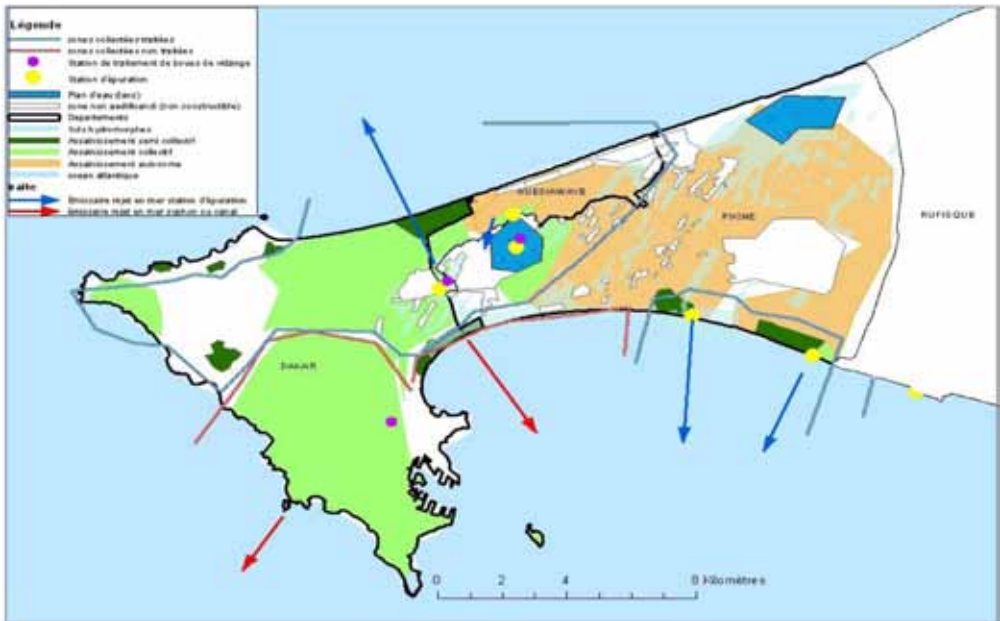 Légende
zones collectées traitées
zones collectées non traitées
Station de traitement de boues de vidange
Station d'épuration
Plan d'eau (lacs)
zone non aedificandi (non constructible)
Departements
Sols hydromorphes
Assainissement semi collectif
Assainissement collectif
Assainissement autonome
ocean atlantique
Emissaire rejet en mer station d'épuration
Emissaire rejet en mer siphon ou canal
GUEDIAWAYE
PIKINE
RUFISQUE
DAKAR
0 2 4 8 Kilomètres